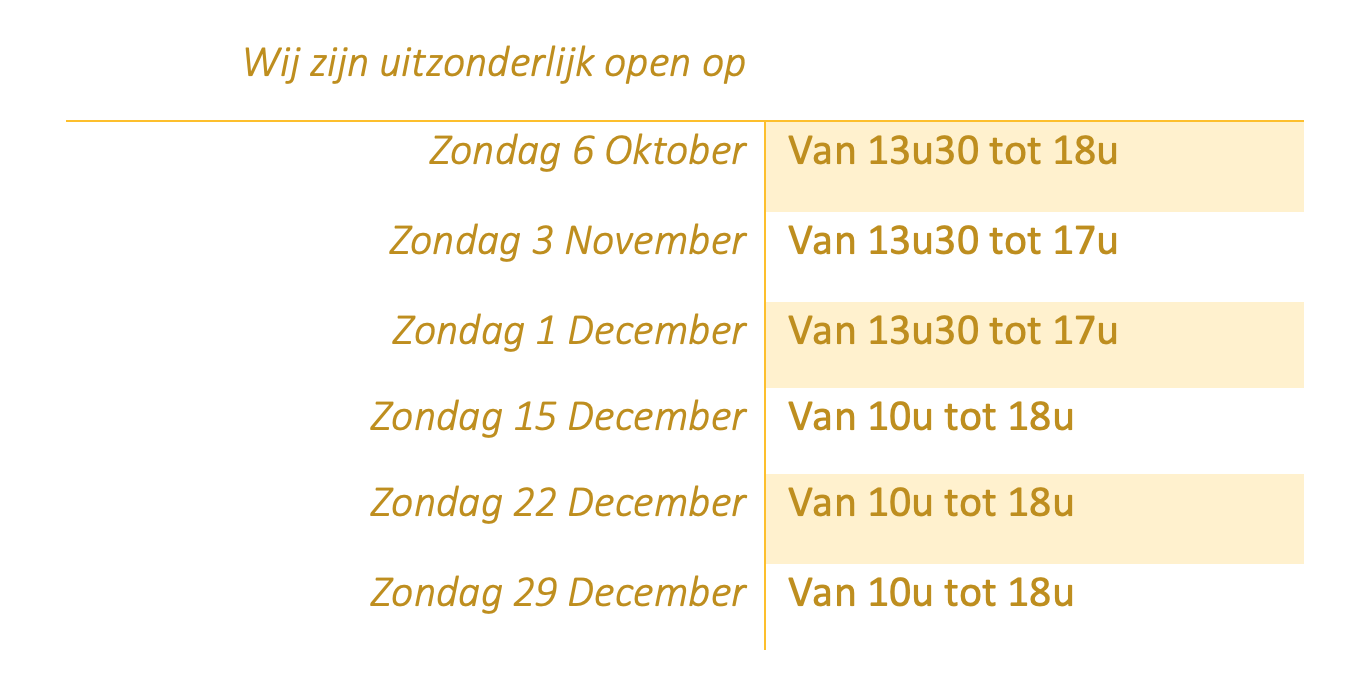 Wij zijn uitzonderlijk open op
Zondag 6 Oktober Van 13u30 tot 18u
Zondag 3 November Van 13u30 tot 17u
Zondag 1 December Van 13u30 tot 17u
Zondag 15 December Van 10u tot 18u
Zondag 22 December Van 10u tot 18u
Zondag 29 December Van 10u tot 18u